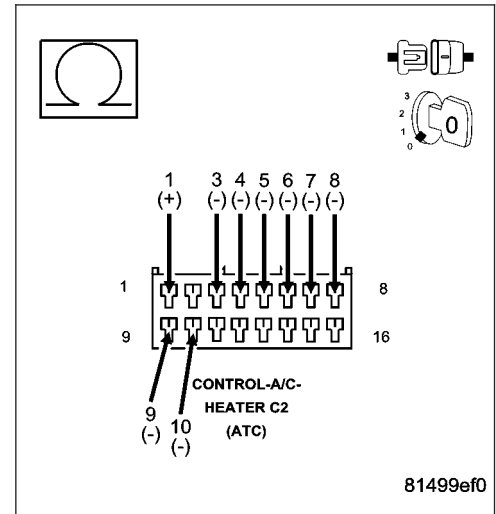 3
2
1
0
0
1 3 4 5 6 7 8
(+) (-) (-) (-) (-) (-) (-)
1 8
9 16
CONTROL-A/C-
HEATER C2
(ATC)
9 10
(-) (-)
81499ef0